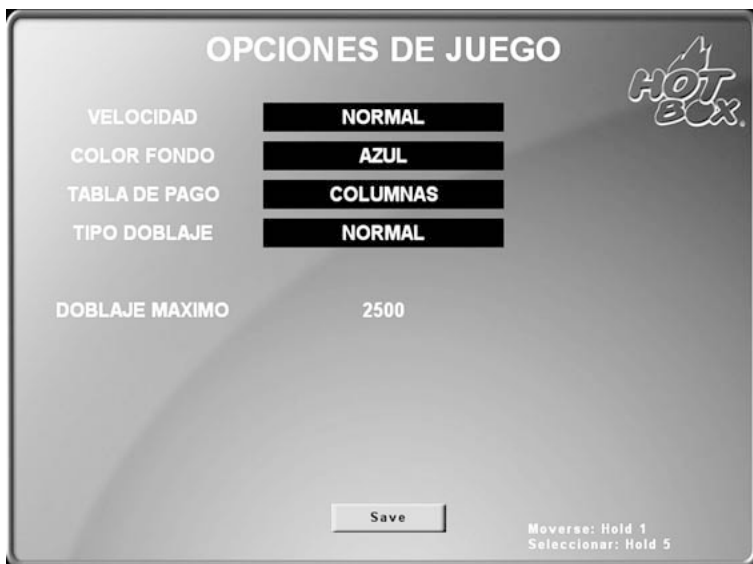 OPCIONES DE JUEGO
HOT
BOX.
VELOCIDAD NORMAL
COLOR FONDO AZUL
TABLA DE PAGO COLUMNAS
TIPO DOBLAJE NORMAL
DOBLAJE MAXIMO 2500
Save
Moverse: Hold 1
Seleccionar: Hold 5